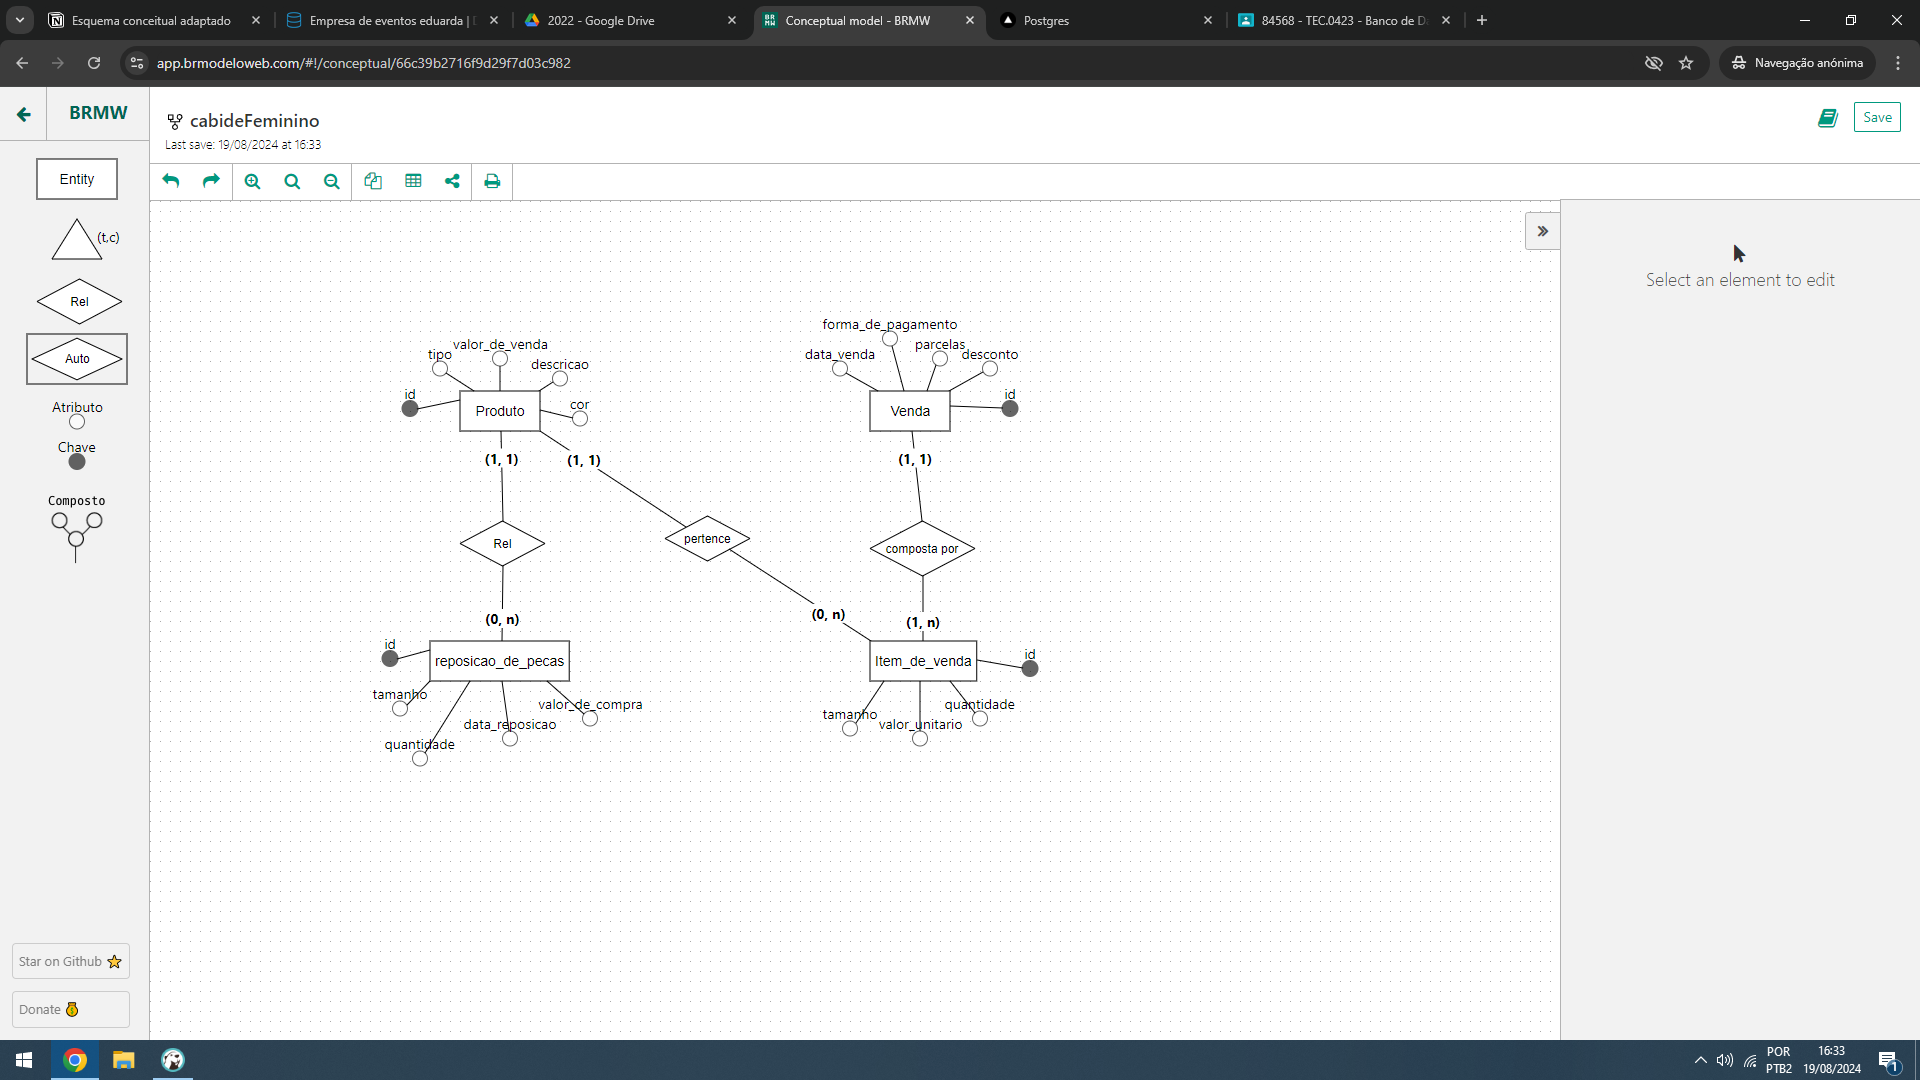 Esquema conceitual adaptado
Empresa de eventos eduarda |
2022 - Google Drive
Conceptual model - BRMW
Postgres
84568 - TEC.0423 - Banco de D
app.brmodeloweb.com/#!/conceptual/66c39b2716f9d29f7d03c982
Navegação anónima
BRMW
cabideFeminino
Last save: 19/08/2024 at 16:33
Save
Entity
(t,c)
Rel
Auto
Atributo
Chave
Composto
Star on Github
Donate
Select an element to edit
forma_de_pagamento
valor_de_venda
parcelas
tipo
data_venda
desconto
descricao
id
cor
id
Produto
Venda
(1, 1)
(1, 1)
(1, 1)
Rel
pertence
composta por
(0, n)
(0, n)
(1, n)
id
reposicao_de_pecas
Item_de_venda
id
tamanho
valor_de_compra
quantidade
tamanho
data_reposicao
valor_unitario
quantidade
POR
PTB2
16:33
19/08/2024
1